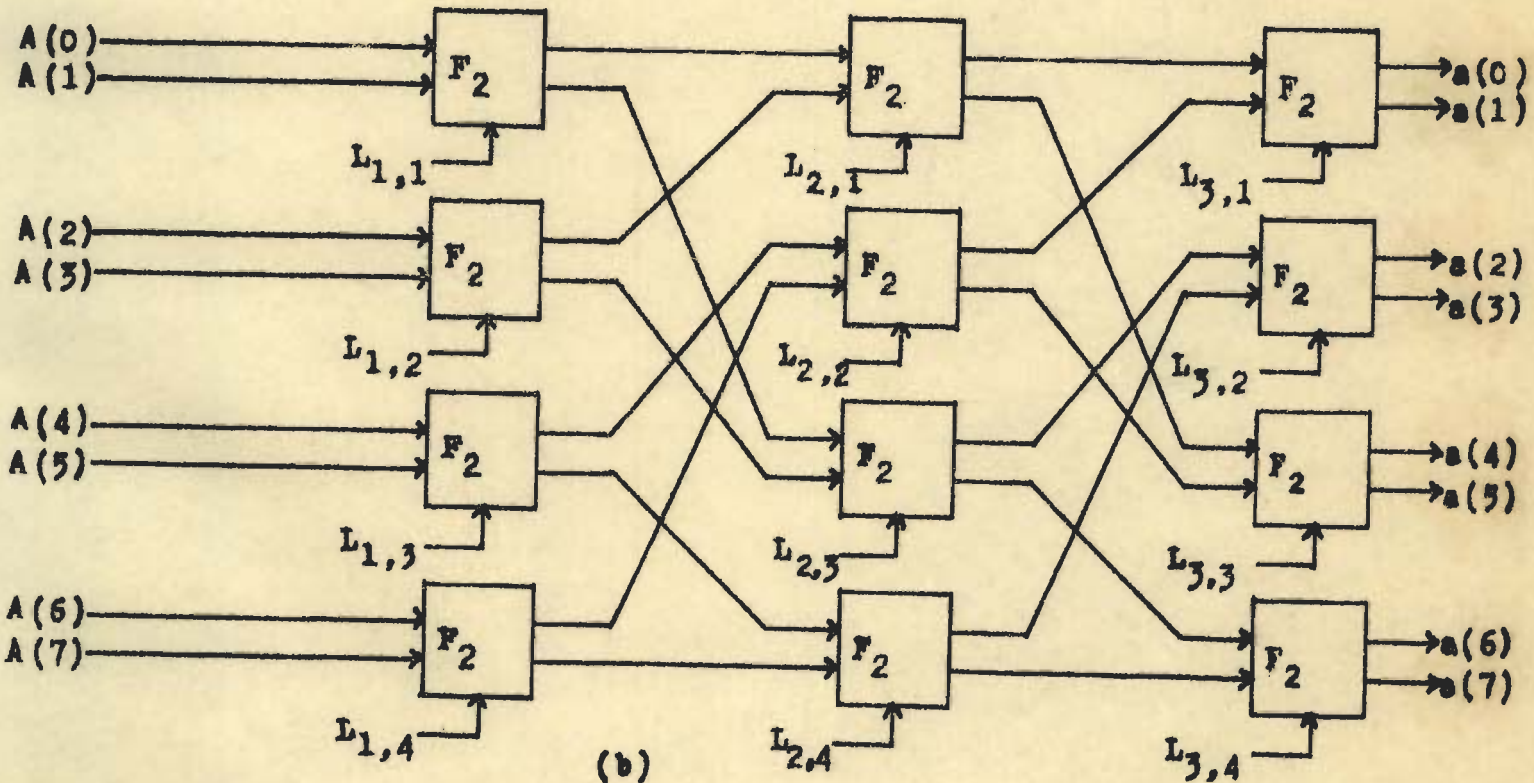 A(0) F2 F2 F2 a(0)
A(1) a(1)
L1,1 L2,1 L3,1
A(2) F2 F2 F2 a(2)
A(3) a(3)
L1,2 L2,2 L3,2
A(4) F2 F2 F2 a(4)
A(5) a(5)
L1,3 L2,3 L3,3
A(6) F2 F2 F2 a(6)
A(7) a(7)
L1,4 L2,4 L3,4
(b)